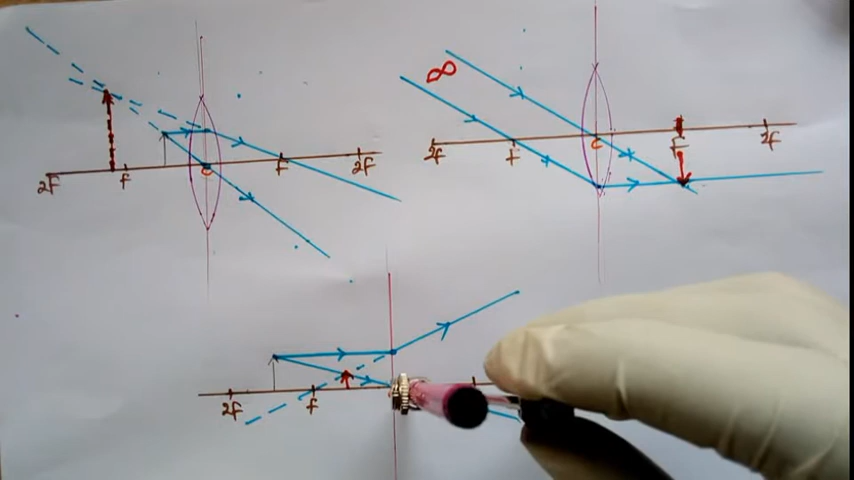 2F F C F 2F
∞
2F F C F 2F
2F F